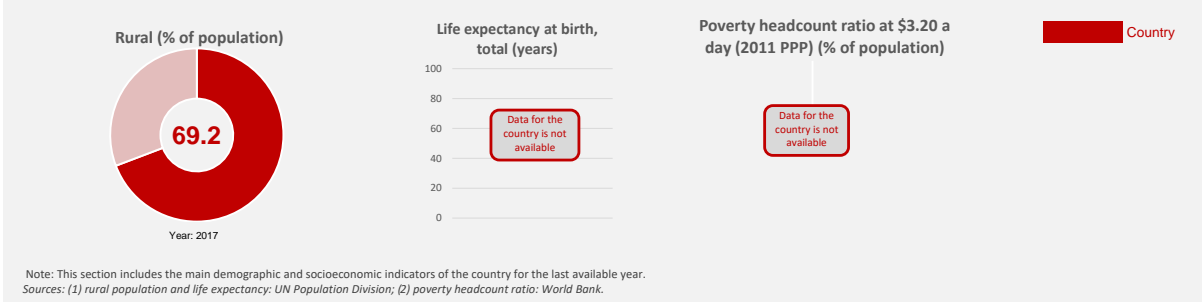 Rural (% of population)
69.2
Year: 2017
Life expectancy at birth,
total (years)
100
80
60
40
20
0
Data for the
country is not
available
Poverty headcount ratio at $3.20 a
day (2011 PPP) (% of population)
Data for the
country is not
available
Country
Note: This section includes the main demographic and socioeconomic indicators of the country for the last available year.
Sources: (1) rural population and life expectancy: UN Population Division; (2) poverty headcount ratio: World Bank.